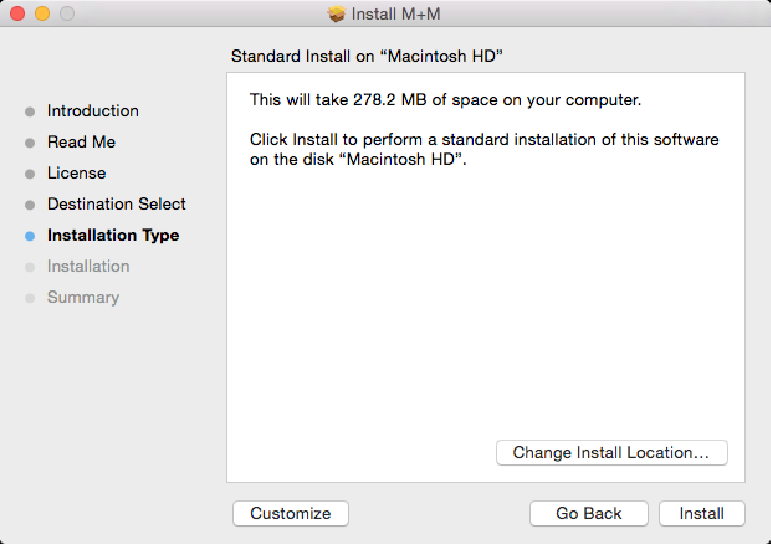 Install M+M
Standard Install on “Macintosh HD”
Introduction
Read Me
License
Destination Select
Installation Type
Installation
Summary
This will take 278.2 MB of space on your computer.
Click Install to perform a standard installation of this software
on the disk “Macintosh HD”.
Change Install Location...
Customize
Go Back
Install